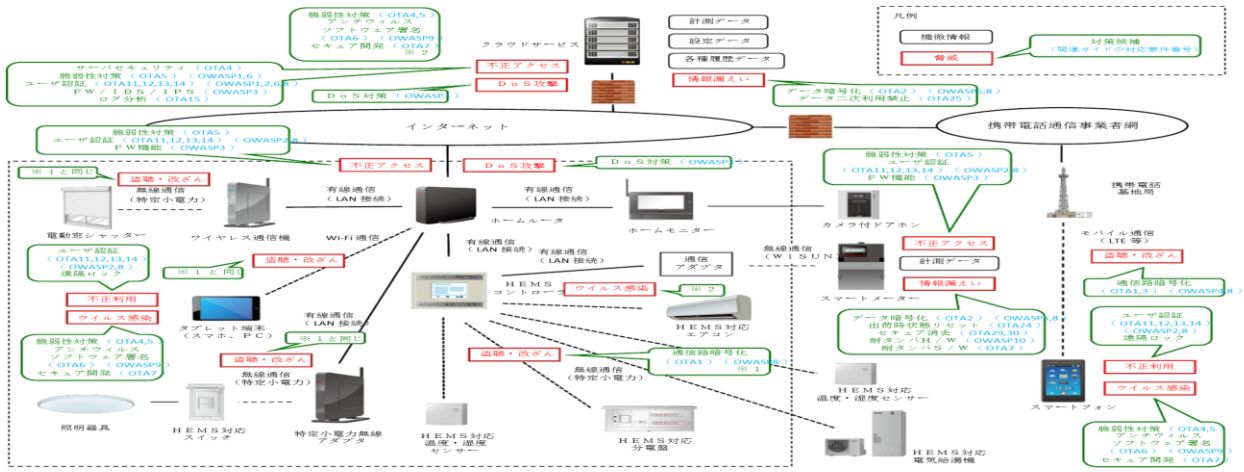 脆弱性対策（OTA4,5）
アンチウィルス
ソフトウェア署名
（OTA6）（OWASP9）
セキュア開発（OTA7）
※２
クラウドサービス
計測データ
設定データ
各種履歴データ
情報漏えい
凡例
機微情報
脅威
対策候補
（関連ガイドの対応要件番号）
サーバセキュリティ（OTA4）
脆弱性対策（OTA5）（OWASP1,6）
ユーザ認証（OTA11,12,13,14）（OWASP1,2,6,8）
FW／IDS／IPS（OWASP3）
ログ分析（OTA15）
不正アクセス
DoS攻撃
DoS対策（OWASP3）
データ暗号化（OTA2）（OWASP5,8）
データ二次利用禁止（OTA25）
インターネット
携帯電話通信事業者網
脆弱性対策（OTA5）
ユーザ認証（OTA11,12,13,14）（OWASP2,8）
FW機能（OWASP3）
不正アクセス
DoS攻撃
DoS対策（OWASP3）
脆弱性対策（OTA5）
ユーザ認証
（OTA11,12,13,14）（OWASP2,8）
FW機能（OWASP3）
※１と同じ
盗聴・改ざん
無線通信
（特定小電力）
有線通信
（LAN接続）
有線通信
（LAN接続）
携帯電話
基地局
電動窓シャッター
ワイヤレス通信機
ホームルータ
ホームモニター
カメラ付ドアホン
Wi-Fi通信
有線通信
（LAN接続）
有線通信
（LAN接続）
通信
アダプタ
無線通信
（WiSUN）
不正アクセス
計測データ
情報漏えい
スマートメーター
モバイル通信
（LTE等）
盗聴・改ざん
通信路暗号化
（OTA1,3）（OWASP4,8）
ユーザ認証
（OTA11,12,13,14）
（OWASP2,8）
遠隔ロック
※１と同じ
盗聴・改ざん
HEMS
コントローラ
ウイルス感染
※２
HEMS対応
エアコン
不正利用
ウイルス感染
タブレット端末
（スマホ、PC）
有線通信
（LAN接続）
※１と同じ
盗聴・改ざん
データ暗号化（OTA2）（OWASP5,8）
出荷時状態リセット（OTA24）
セキュア消去（OTA29,30）
耐タンパH／W（OWASP10）
耐タンパS／W（OTA7）
ユーザ認証
（OTA11,12,13,14）
（OWASP2,8）
遠隔ロック
脆弱性対策（OTA4,5）
アンチウィルス
ソフトウェア署名
（OTA6）（OWASP9）
セキュア開発（OTA7）
無線通信
（特定小電力）
盗聴・改ざん
無線通信
（特定小電力）
通信路暗号化
（OTA1）（OWASP8）
※１
HEMS対応
温度・湿度センサー
不正利用
ウイルス感染
スマートフォン
照明器具
HEMS対応
スイッチ
特定小電力無線
アダプタ
HEMS対応
温度・湿度
センサー
HEMS対応
分電盤
HEMS対応
電気給湯機
脆弱性対策（OTA4,5）
アンチウィルス
ソフトウェア署名
（OTA6）（OWASP9）
セキュア開発（OTA7）